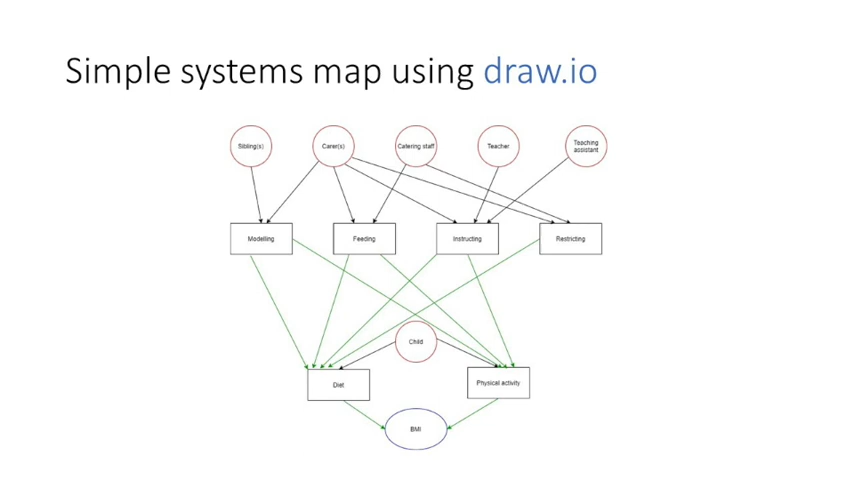 Simple systems map using draw.io
Sibling(s)
Carer(s)
Catering staff
Teacher
Teaching
assistant
Modelling
Feeding
Instructing
Restricting
Child
Diet
Physical activity
BMI